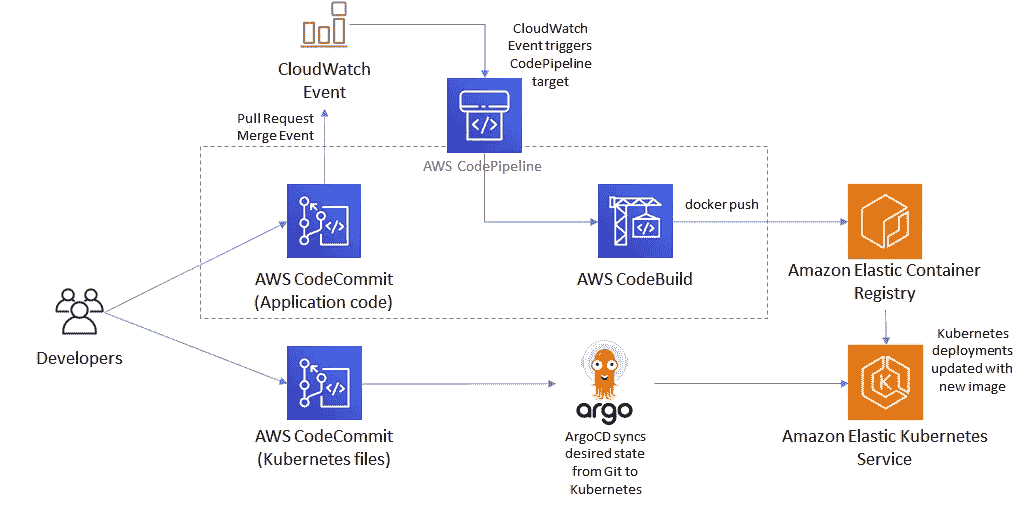 CloudWatch
Event
CloudWatch
Event triggers
CodePipeline
target
Pull Request
Merge Event
AWS CodePipeline
AWS CodeCommit
(Application code)
AWS CodeBuild
docker push
Amazon Elastic Container
Registry
Developers
AWS CodeCommit
(Kubernetes files)
argo
ArgoCD syncs
desired state
from Git to
Kubernetes
Kubernetes
deployments
updated with
new image
K
Amazon Elastic Kubernetes
Service